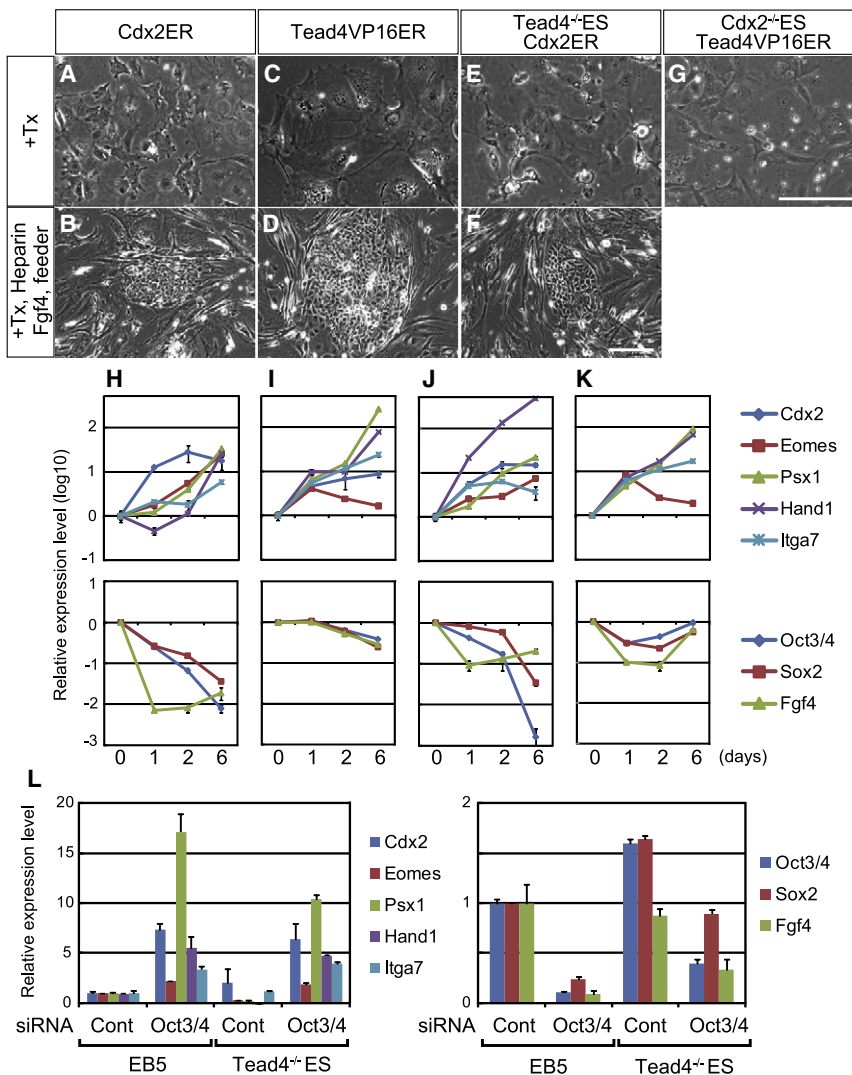 Cdx2ER
Tead4VP16ER
Tead4-/-ES
Cdx2ER
Cdx2-/-ES
Tead4VP16ER
+Tx
A
C
E
G
+Tx, Heparin
Fgf4, feeder
B
D
F
H
I
J
K
Relative expression level (log10)
2
1
0
-1
Cdx2
Eomes
Psx1
Hand1
Itga7
1
0
-1
-2
-3
Oct3/4
Sox2
Fgf4
0 1 2 6
0 1 2 6
0 1 2 6
0 1 2 6
(days)
L
Relative expression level
20
15
10
5
0
Cdx2
Eomes
Psx1
Hand1
Itga7
siRNA Cont Oct3/4 Cont Oct3/4
EB5 Tead4-/-ES
Relative expression level
2
1
0
Oct3/4
Sox2
Fgf4
siRNA Cont Oct3/4 Cont Oct3/4
EB5 Tead4-/-ES